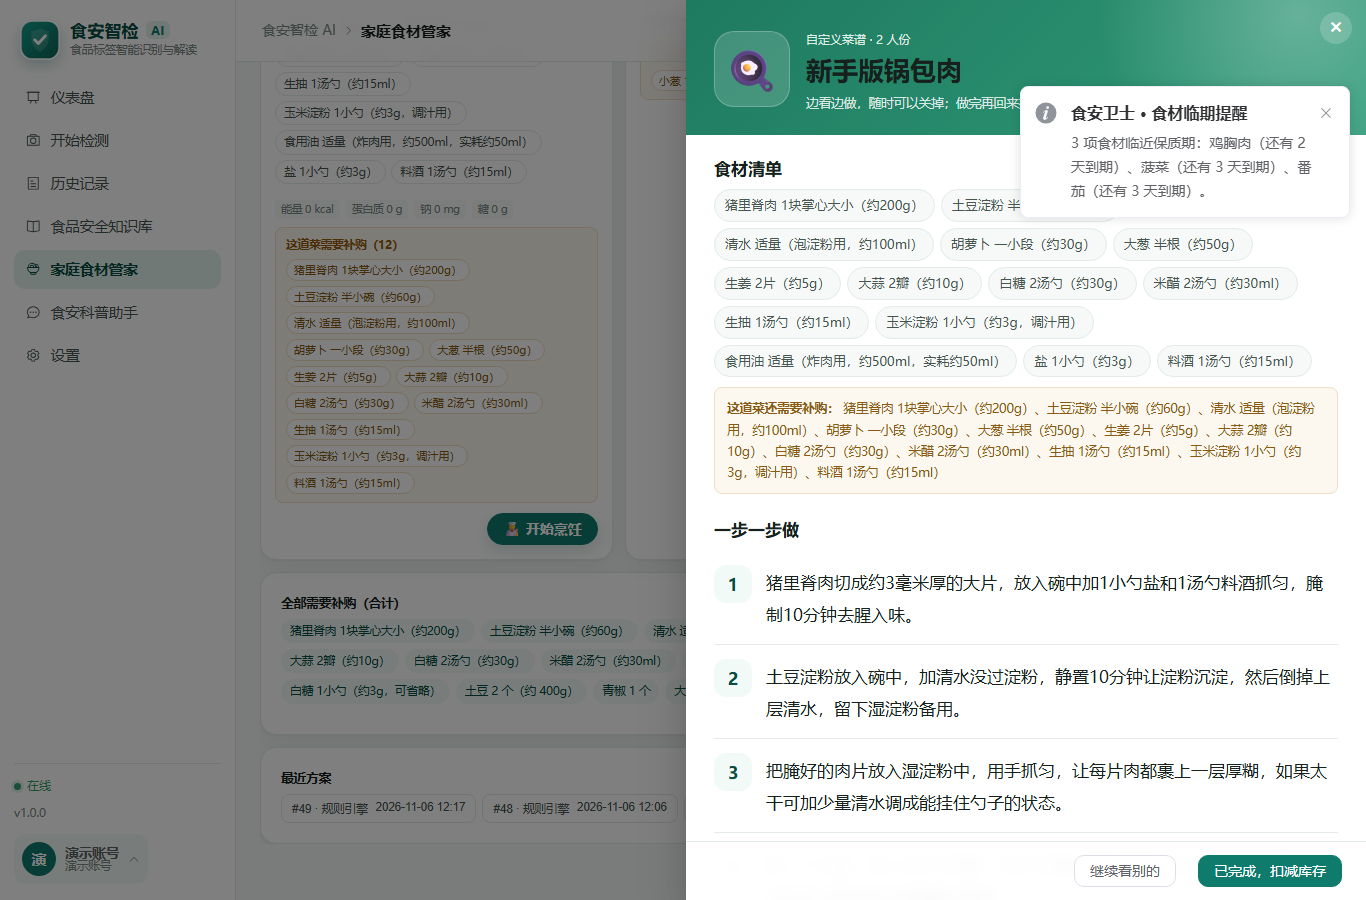 食安智检 AI
食品标签智能识别与解读
仪表盘
开始检测
历史记录
食品安全知识库
家庭食材管家
食安科普助手
设置
在线
v1.0.0
演
演示账号
演示账号
食安智检 AI > 家庭食材管家
生抽 1汤勺（约15ml）
玉米淀粉 1小勺（约3g，调汁用）
食用油 适量（炸肉用，约500ml，实耗约50ml）
盐 1小勺（约3g） 料酒 1汤勺（约15ml）
能量 0 kcal 蛋白质 0 g 钠 0 mg 糖 0 g
这道菜需要补购（12）
猪里脊肉 1块掌心大小（约200g）
土豆淀粉 半小碗（约60g）
清水 适量（泡淀粉用，约100ml）
胡萝卜 一小段（约30g） 大葱 半根（约50g）
生姜 2片（约5g） 大蒜 2瓣（约10g）
白糖 2汤勺（约30g） 米醋 2汤勺（约30ml）
生抽 1汤勺（约15ml）
玉米淀粉 1小勺（约3g，调汁用）
料酒 1汤勺（约15ml）
开始烹饪
小葱
全部需要补购（合计）
猪里脊肉 1块掌心大小（约200g） 土豆淀粉 半小碗（约60g） 清水
大蒜 2瓣（约10g） 白糖 2汤勺（约30g） 米醋 2汤勺（约30ml）
白糖 1小勺（约3g，可省略） 土豆 2 个（约 400g） 青椒 1 个
最近方案
#49 · 规则引擎 2026-11-06 12:17 #48 · 规则引擎 2026-11-06 12:06
自定义菜谱 · 2 人份
新手版锅包肉
边看边做，随时可以关掉；做完再回来
食安卫士 • 食材临期提醒
3 项食材临近保质期：鸡胸肉（还有 2
天到期）、菠菜（还有 3 天到期）、番
茄（还有 3 天到期）。
食材清单
猪里脊肉 1块掌心大小（约200g） 土豆淀粉 半
清水 适量（泡淀粉用，约100ml） 胡萝卜 一小段（约30g） 大葱 半根（约50g）
生姜 2片（约5g） 大蒜 2瓣（约10g） 白糖 2汤勺（约30g） 米醋 2汤勺（约30ml）
生抽 1汤勺（约15ml） 玉米淀粉 1小勺（约3g，调汁用）
食用油 适量（炸肉用，约500ml，实耗约50ml） 盐 1小勺（约3g） 料酒 1汤勺（约15ml）
这道菜还需要补购： 猪里脊肉 1块掌心大小（约200g）、土豆淀粉 半小碗（约60g）、清水 适量（泡淀粉
用，约100ml）、胡萝卜 一小段（约30g）、大葱 半根（约50g）、生姜 2片（约5g）、大蒜 2瓣（约
10g）、白糖 2汤勺（约30g）、米醋 2汤勺（约30ml）、生抽 1汤勺（约15ml）、玉米淀粉 1小勺（约
3g，调汁用）、料酒 1汤勺（约15ml）
一步一步做
1 猪里脊肉切成约3毫米厚的大片，放入碗中加1小勺盐和1汤勺料酒抓匀，腌
制10分钟去腥入味。
2 土豆淀粉放入碗中，加清水没过淀粉，静置10分钟让淀粉沉淀，然后倒掉上
层清水，留下湿淀粉备用。
3 把腌好的肉片放入湿淀粉中，用手抓匀，让每片肉都裹上一层厚糊，如果太
干可加少量清水调成能挂住勺子的状态。
继续看别的
已完成，扣减库存